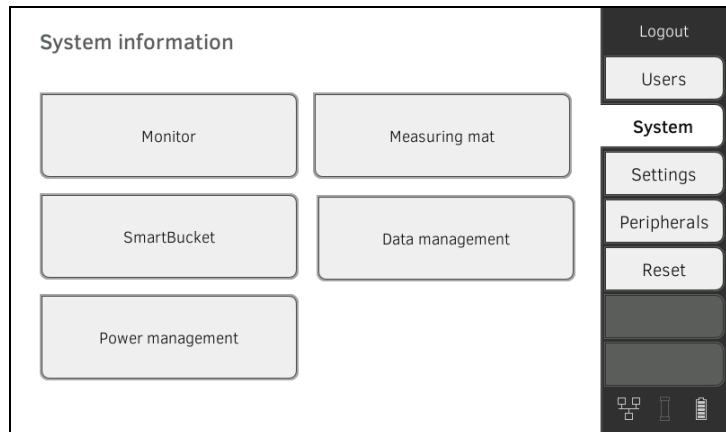 System information
Monitor
Measuring mat
SmartBucket
Data management
Power management
Logout
Users
System
Settings
Peripherals
Reset